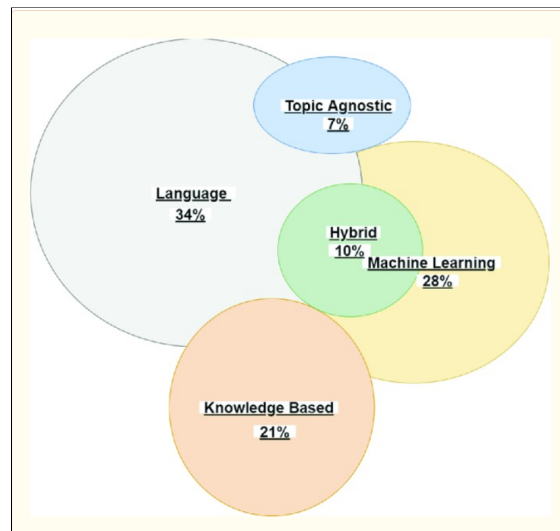 Topic Agnostic
7%
Language
34%
Hybrid
10%
Machine Learning
28%
Knowledge Based
21%